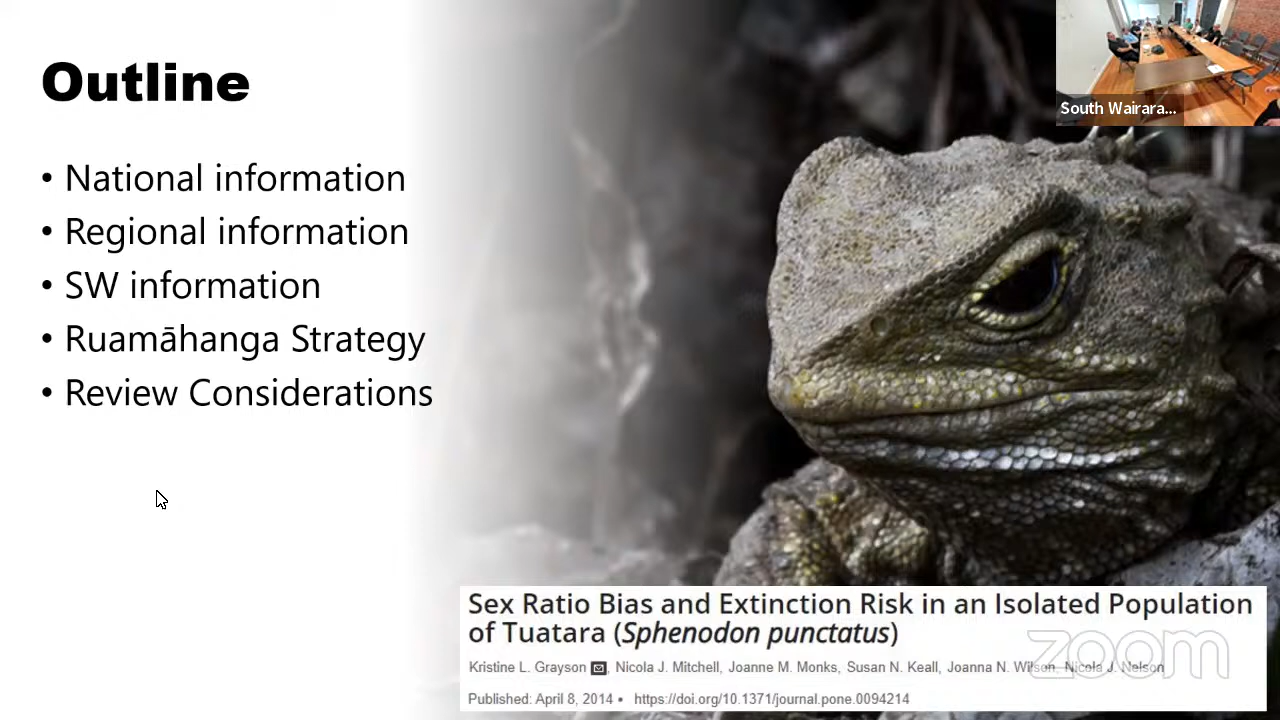 Outline
• National information
• Regional information
• SW information
• Ruamāhanga Strategy
• Review Considerations
South Wairara...
Sex Ratio Bias and Extinction Risk in an Isolated Population
of Tuatara (Sphenodon punctatus)
Kristine L. Grayson, Nicola J. Mitchell, Joanne M. Monks, Susan N. Keall, Joanna N. Wilson, Nicola J. Nelson
zoom
Published: April 8, 2014 • https://doi.org/10.1371/journal.pone.0094214